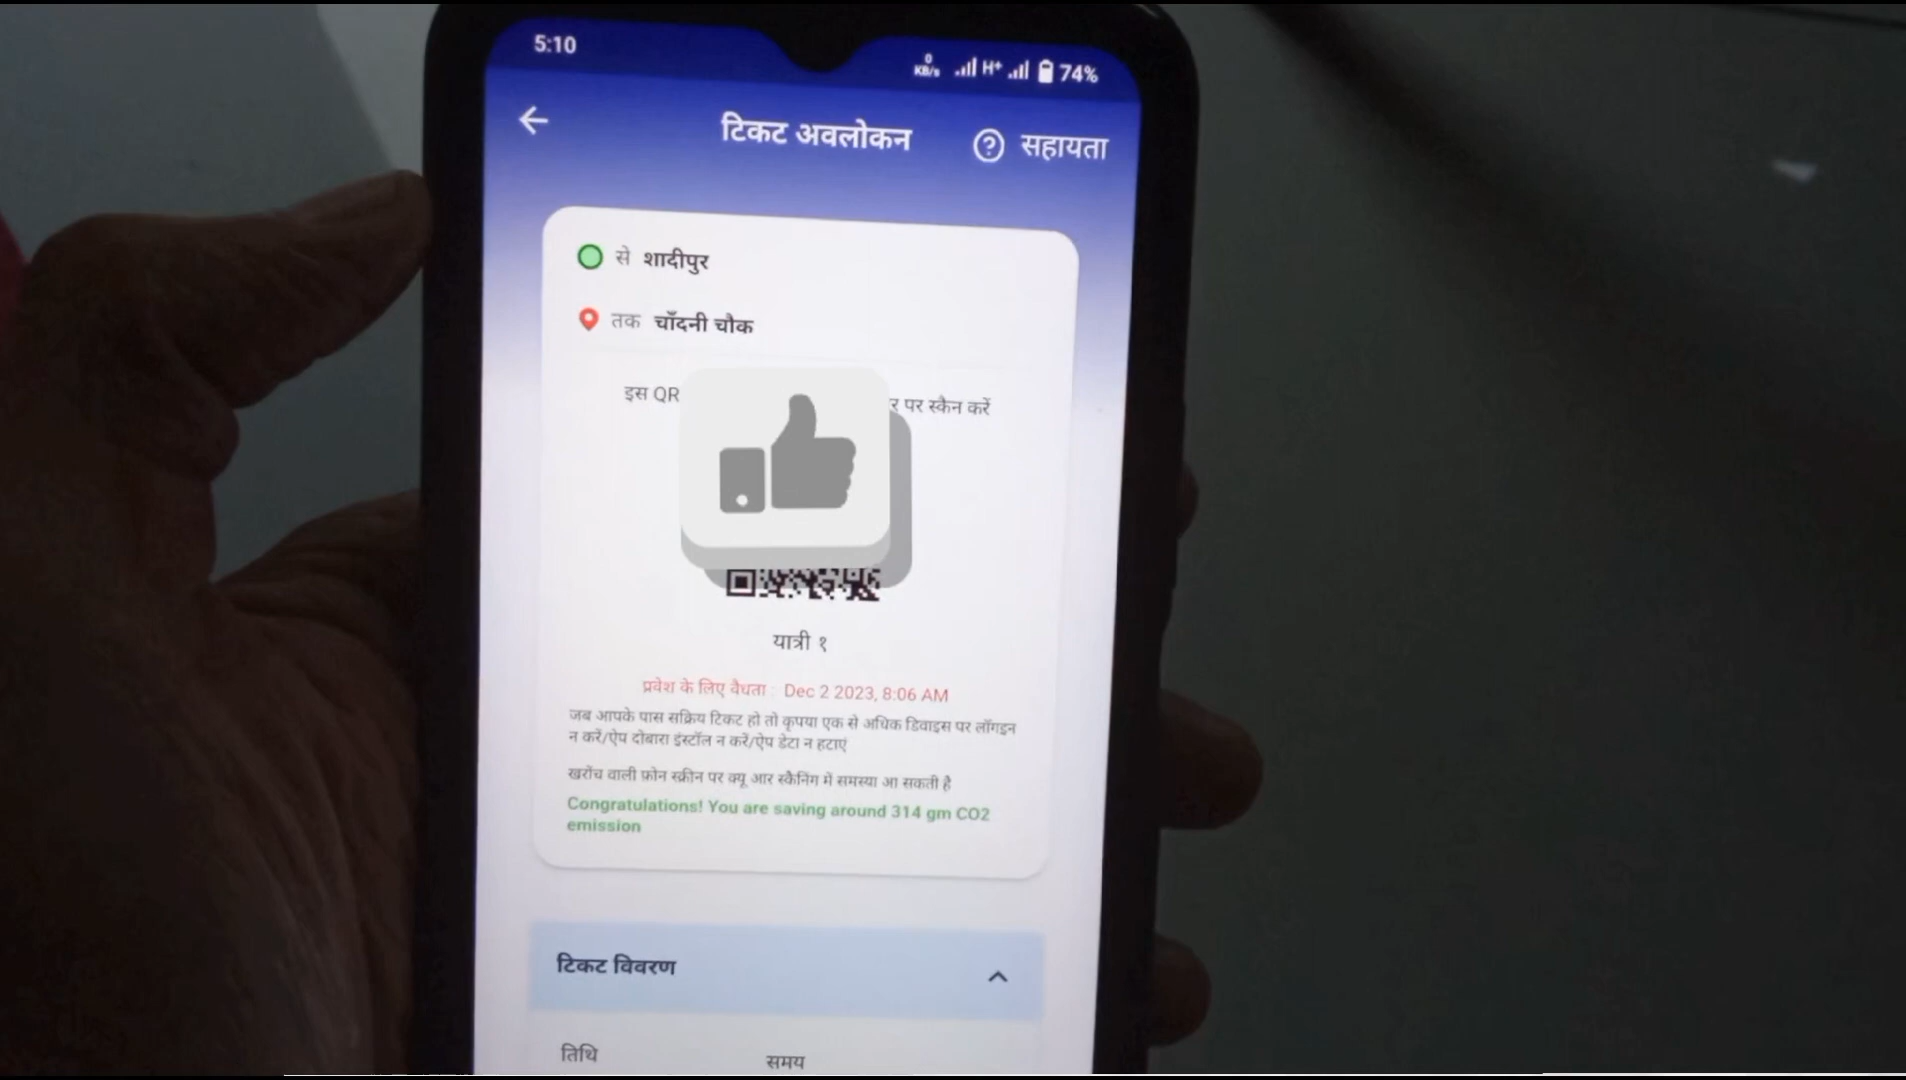 5:10
0 KB/s H+ 74%
टिकट अवलोकन
सहायता
से शादीपुर
तक चाँदनी चौक
इस QR
र पर स्कैन करें
यात्री १
प्रवेश के लिए वैधता : Dec 2 2023, 8:06 AM
जब आपके पास सक्रिय टिकट हो तो कृपया एक से अधिक डिवाइस पर लॉगइन
न करें/ऐप दोबारा इंस्टॉल न करें/ऐप डेटा न हटाएं
खरोंच वाली फ़ोन स्क्रीन पर क्यू आर स्कैनिंग में समस्या आ सकती है
Congratulations! You are saving around 314 gm CO2
emission
टिकट विवरण
तिथि
समय